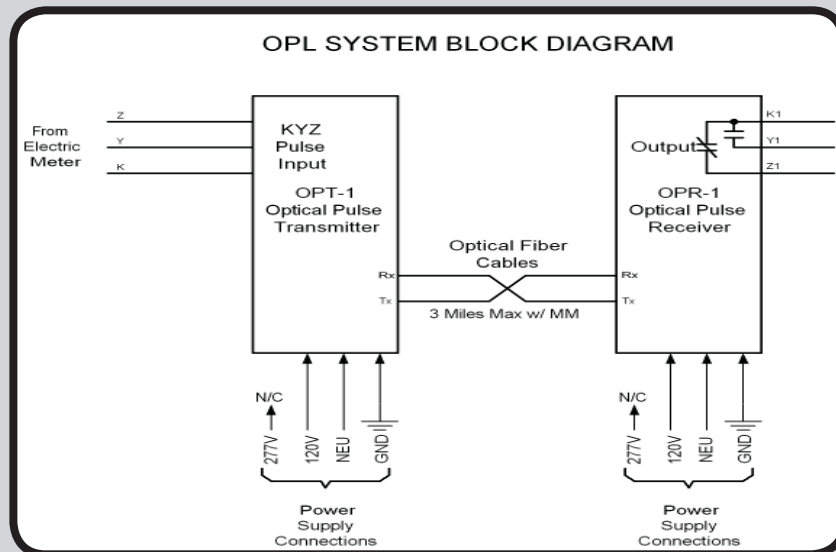 OPL SYSTEM BLOCK DIAGRAM
From
Electric
Meter
Z
Y
K
KYZ
Pulse
Input
OPT-1
Optical Pulse
Transmitter
Rx
Tx
Optical Fiber
Cables
3 Miles Max w/ MM
Output
OPR-1
Optical Pulse
Receiver
Rx
Tx
K1
Y1
Z1
N/C
277V
120V
NEU
GND
Power
Supply
Connections
N/C
277V
120V
NEU
GND
Power
Supply
Connections